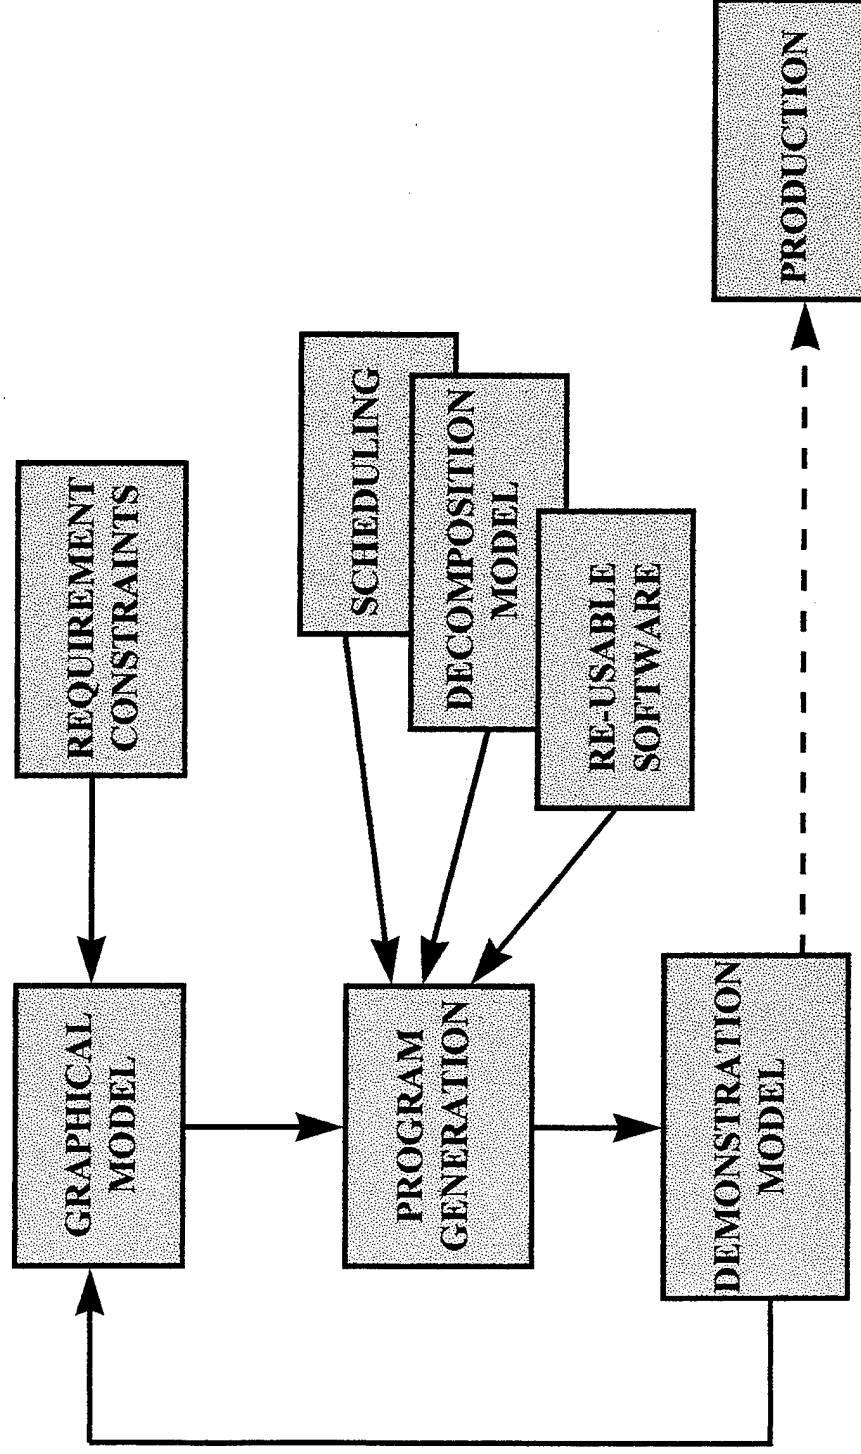 GRAPHICAL
MODEL
REQUIREMENT
CONSTRAINTS
PROGRAM
GENERATION
SCHEDULING
DECOMPOSITION
MODEL
RE-USABLE
SOFTWARE
DEMONSTRATION
MODEL
PRODUCTION